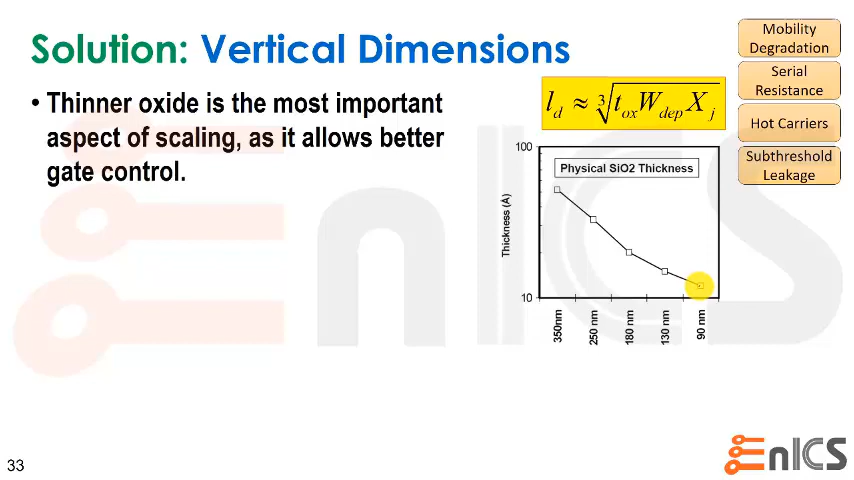 Solution: Vertical Dimensions
Mobility
Degradation
Serial
Resistance
Hot Carriers
Subthreshold
Leakage
• Thinner oxide is the most important
aspect of scaling, as it allows better
gate control.
l_d ≈ ∛(t_ox W_dep X_j)
100
Physical SiO2 Thickness
Thickness (Å)
10
350nm
250 nm
180 nm
130 nm
90 nm
33
EnICS